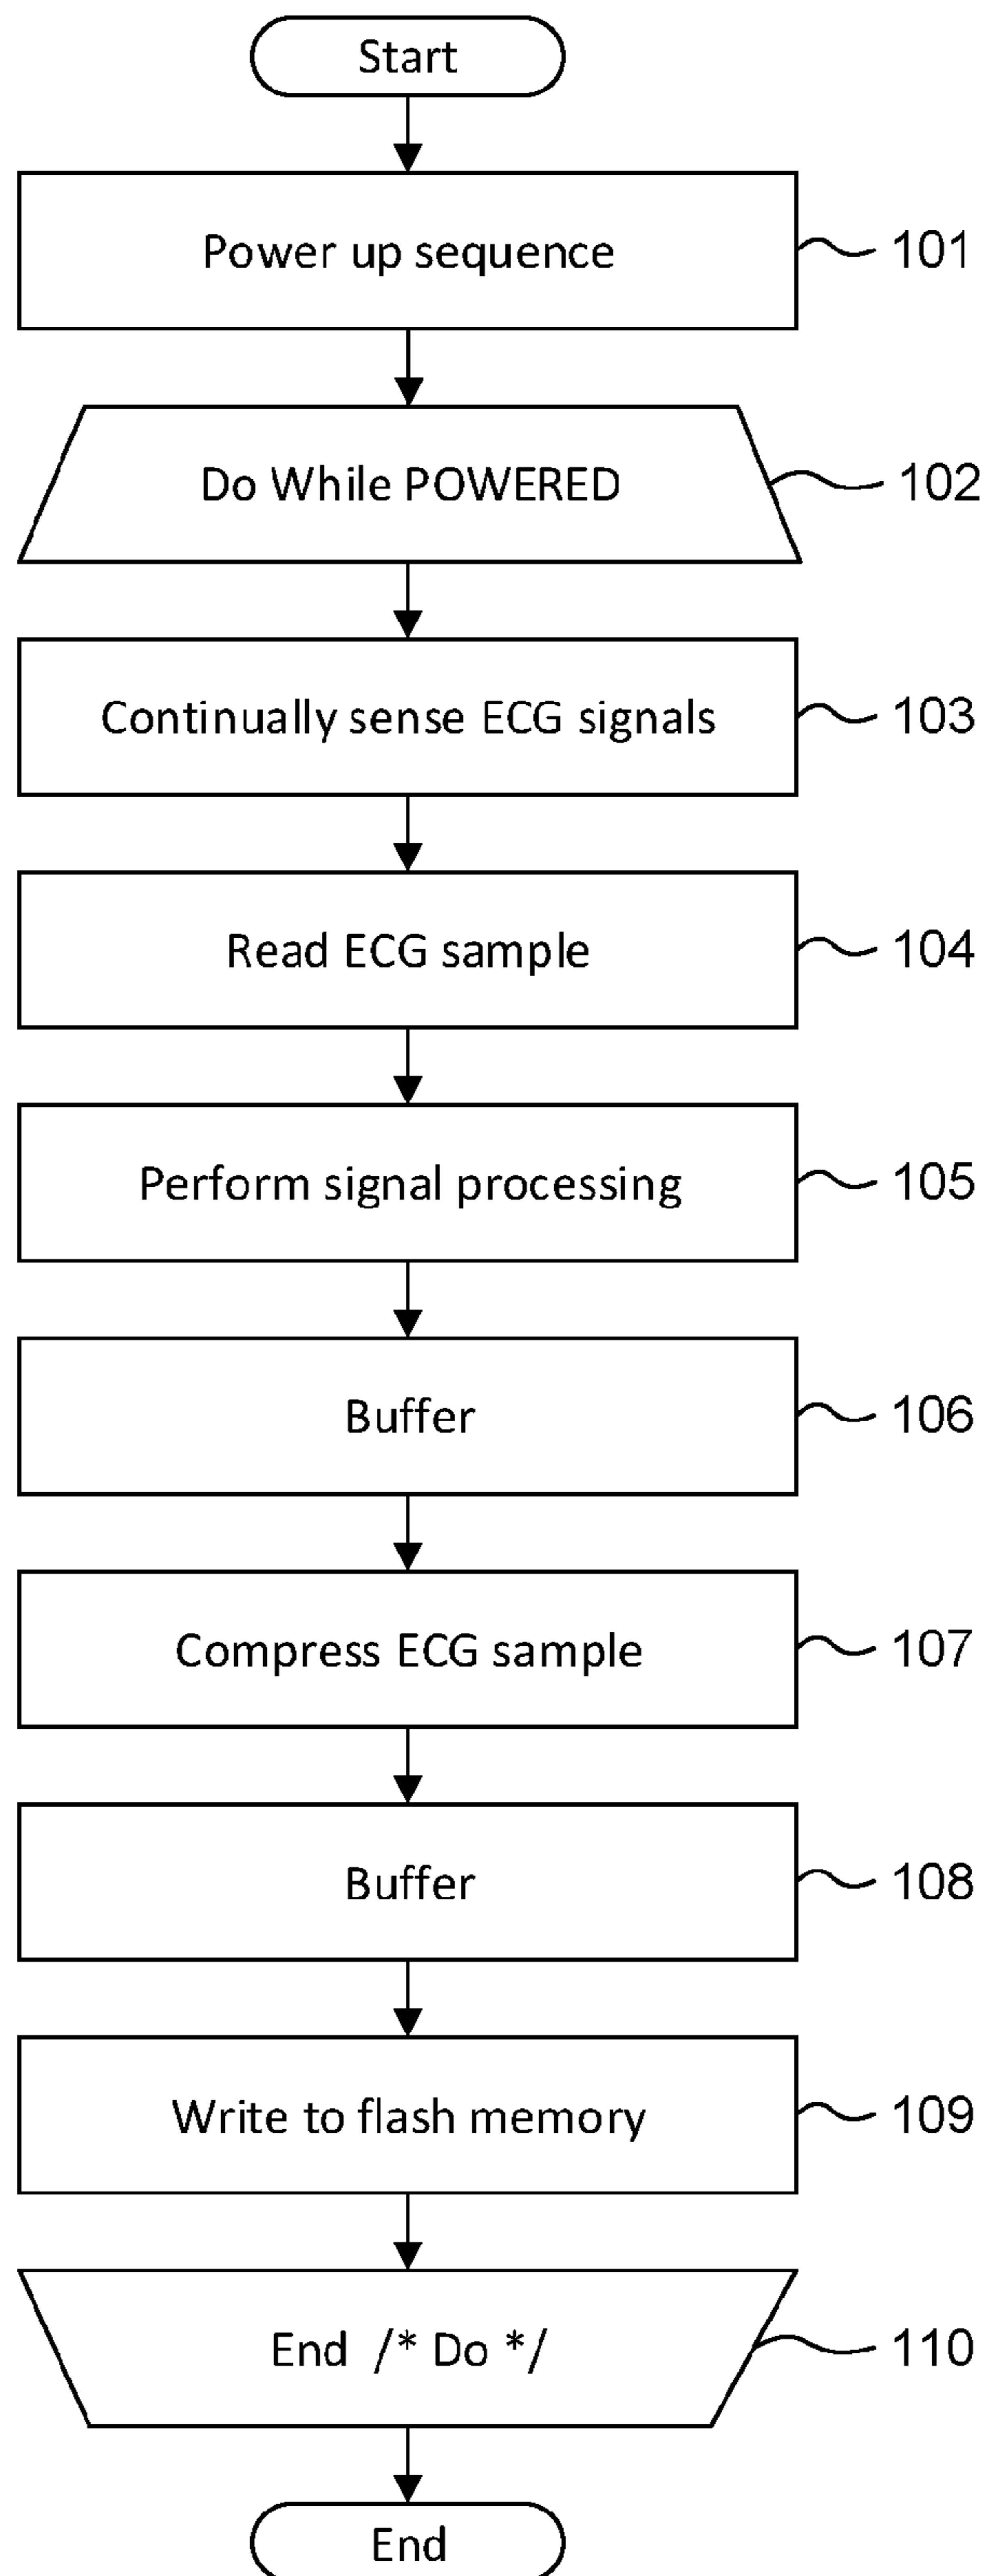 Start
Power up sequence 101
Do While POWERED 102
Continually sense ECG signals 103
Read ECG sample 104
Perform signal processing 105
Buffer 106
Compress ECG sample 107
Buffer 108
Write to flash memory 109
End /* Do */ 110
End